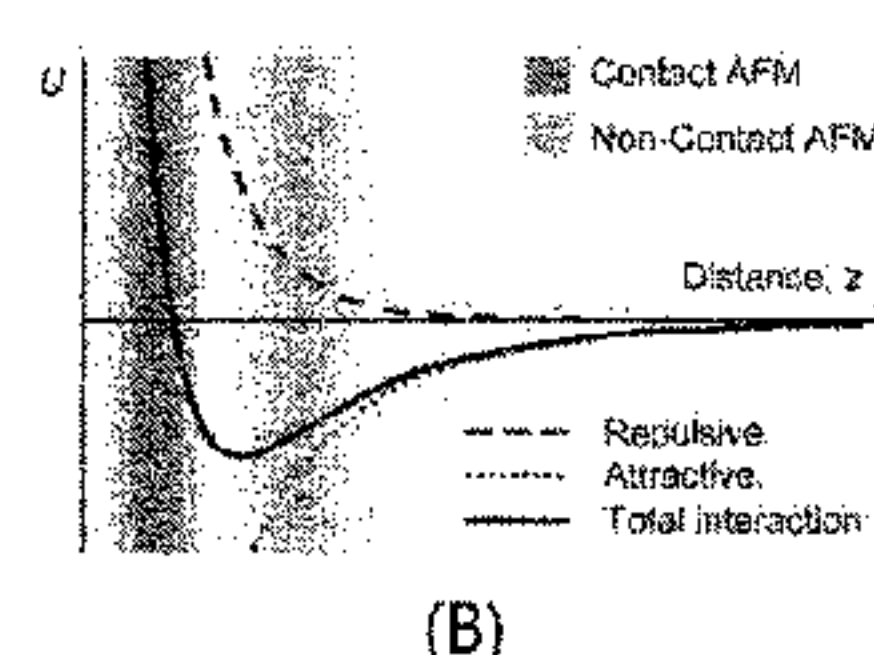 U
Contact AFM
Non-Contact AFM
Distance, z
Repulsive
Attractive
Total interaction
(B)